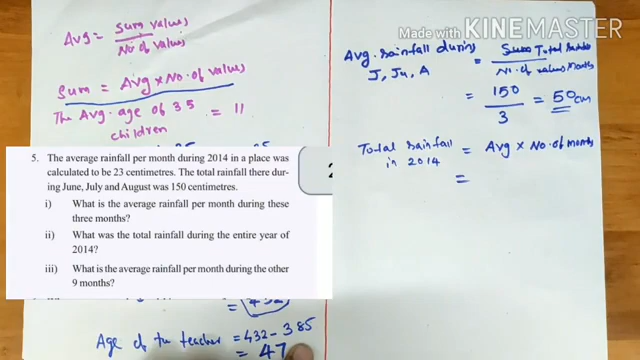 Avg = Sum values
No of values
Sum = Avg × No. of values
The Avg. age of 35 = 11
children
5. The average rainfall per month during 2014 in a place was
calculated to be 23 centimetres. The total rainfall there dur-
ing June, July and August was 150 centimetres.
i) What is the average rainfall per month during these
three months?
ii) What was the total rainfall during the entire year of
2014?
iii) What is the average rainfall per month during the other
9 months?
= 432
Age of the teacher = 432 - 385
= 47
Made with KINEMASTER
Avg. rainfall during = Total
J, Ju, A No. of Months
= 150
3 = 50 cm
Total rainfall = Avg × No. of months
in 2014
=